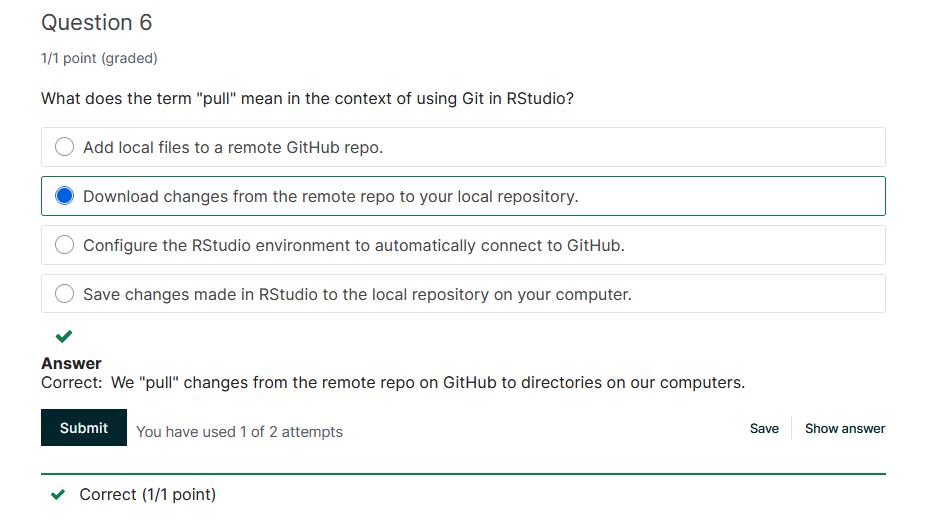 Question 6
1/1 point (graded)
What does the term "pull" mean in the context of using Git in RStudio?
Add local files to a remote GitHub repo.
Download changes from the remote repo to your local repository.
Configure the RStudio environment to automatically connect to GitHub.
Save changes made in RStudio to the local repository on your computer.
Answer
Correct: We "pull" changes from the remote repo on GitHub to directories on our computers.
Submit You have used 1 of 2 attempts Save Show answer
Correct (1/1 point)